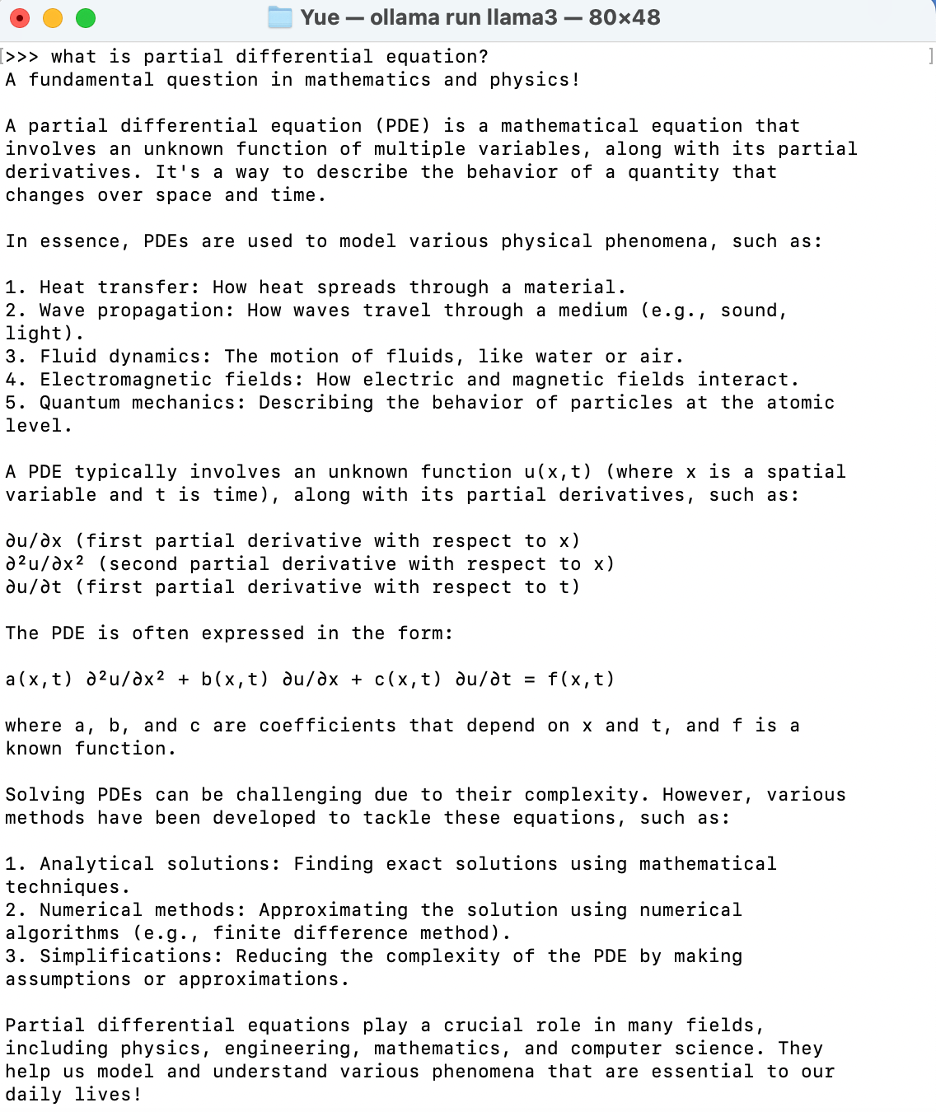 Yue — ollama run llama3 — 80×48
[>>> what is partial differential equation? ]
A fundamental question in mathematics and physics!
A partial differential equation (PDE) is a mathematical equation that
involves an unknown function of multiple variables, along with its partial
derivatives. It's a way to describe the behavior of a quantity that
changes over space and time.
In essence, PDEs are used to model various physical phenomena, such as:
1. Heat transfer: How heat spreads through a material.
2. Wave propagation: How waves travel through a medium (e.g., sound,
light).
3. Fluid dynamics: The motion of fluids, like water or air.
4. Electromagnetic fields: How electric and magnetic fields interact.
5. Quantum mechanics: Describing the behavior of particles at the atomic
level.
A PDE typically involves an unknown function u(x,t) (where x is a spatial
variable and t is time), along with its partial derivatives, such as:
∂u/∂x (first partial derivative with respect to x)
∂²u/∂x² (second partial derivative with respect to x)
∂u/∂t (first partial derivative with respect to t)
The PDE is often expressed in the form:
a(x,t) ∂²u/∂x² + b(x,t) ∂u/∂x + c(x,t) ∂u/∂t = f(x,t)
where a, b, and c are coefficients that depend on x and t, and f is a
known function.
Solving PDEs can be challenging due to their complexity. However, various
methods have been developed to tackle these equations, such as:
1. Analytical solutions: Finding exact solutions using mathematical
techniques.
2. Numerical methods: Approximating the solution using numerical
algorithms (e.g., finite difference method).
3. Simplifications: Reducing the complexity of the PDE by making
assumptions or approximations.
Partial differential equations play a crucial role in many fields,
including physics, engineering, mathematics, and computer science. They
help us model and understand various phenomena that are essential to our
daily lives!